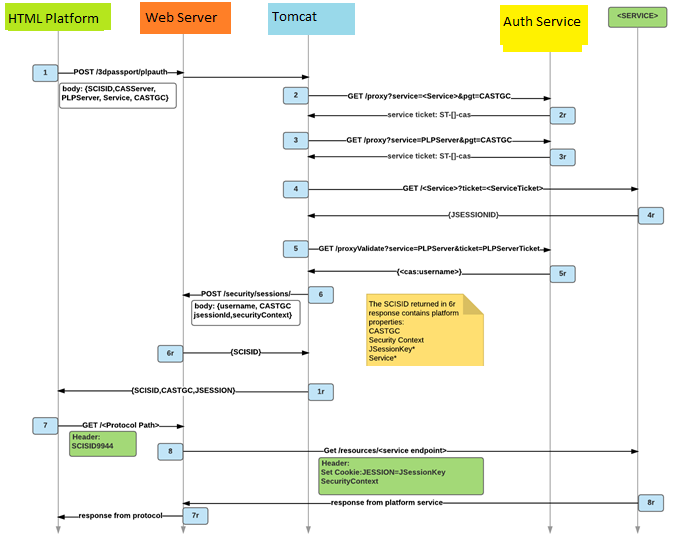 HTML Platform
Web Server
Tomcat
Auth Service
<SERVICE>
1
POST /3dpassport/plpauth
body: {SCISID,CASServer,
PLPServer, Service, CASTGC}
2
GET /proxy?service=<Service>&pgt=CASTGC
service ticket: ST-[]-cas
2r
3
GET /proxy?service=PLPServer&pgt=CASTGC
service ticket: ST-[]-cas
3r
4
GET /<Service>?ticket=<ServiceTicket>
{JSESSIONID}
4r
5
GET /proxyValidate?service=PLPServer&ticket=PLPServerTicket
{<cas:username>}
5r
POST /security/sessions/
6
body: {username, CASTGC
jsessionId,securityContext}
The SCISID returned in 6r
response contains platform
properties:
CASTGC
Security Context
JSessionKey*
Service*
6r
{SCISID}
{SCISID,CASTGC,JSESSION}
1r
7
GET /<Protocol Path>
Header:
SCISID9944
8
Get /resources/<service endpoint>
Header:
Set Cookie:JESSION=JSessionKey
SecurityContext
response from platform service
8r
response from protocol
7r